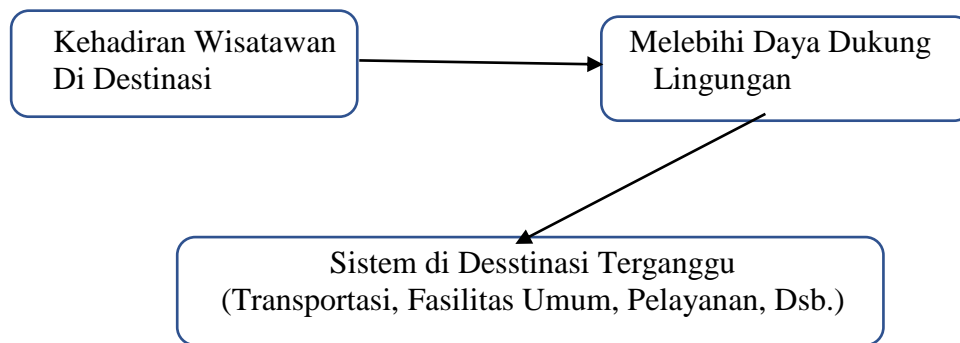 Kehadiran Wisatawan
Di Destinasi
Melebihi Daya Dukung
Lingungan
Sistem di Desstinasi Terganggu
(Transportasi, Fasilitas Umum, Pelayanan, Dsb.)